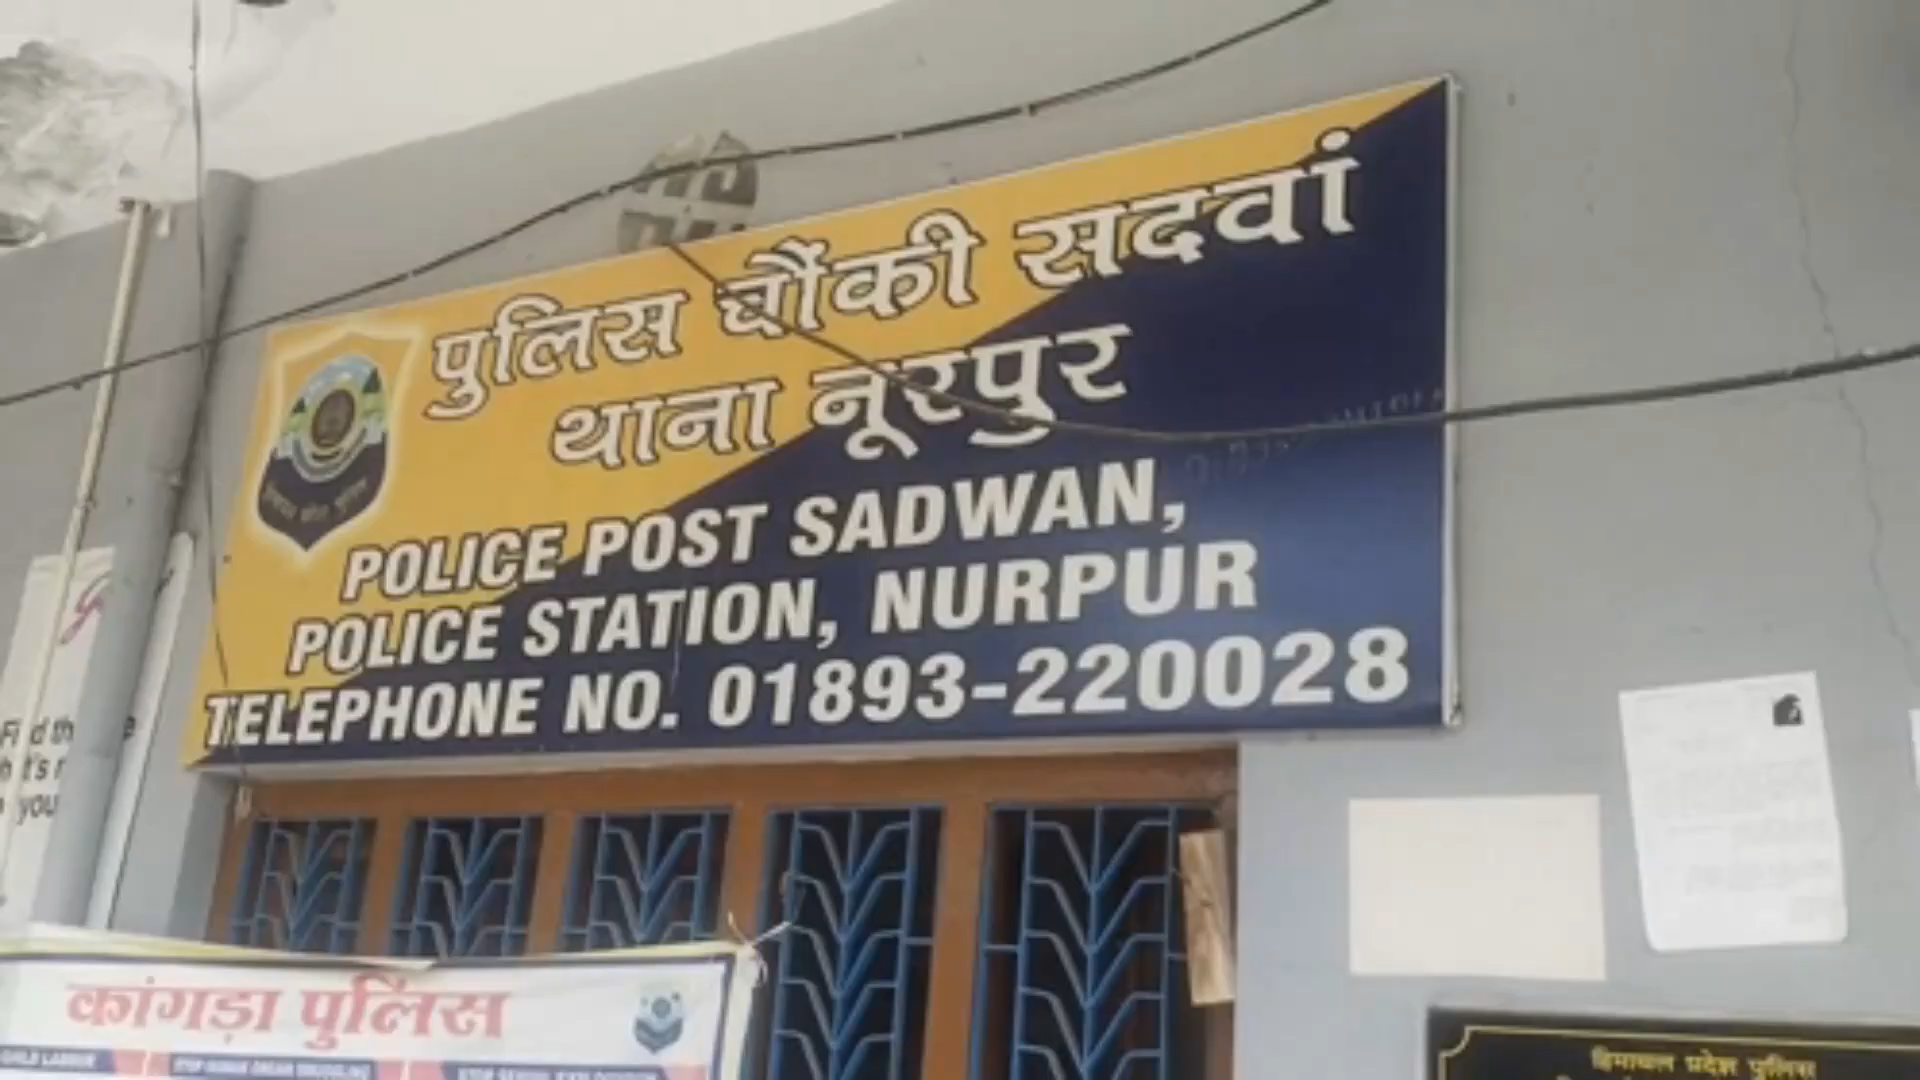 पुलिस चौंकी सदवां
थाना नूरपुर
POLICE POST SADWAN,
POLICE STATION, NURPUR
TELEPHONE NO. 01893-220028
कांगड़ा पुलिस
हिमाचल प्रदेश पुलिस